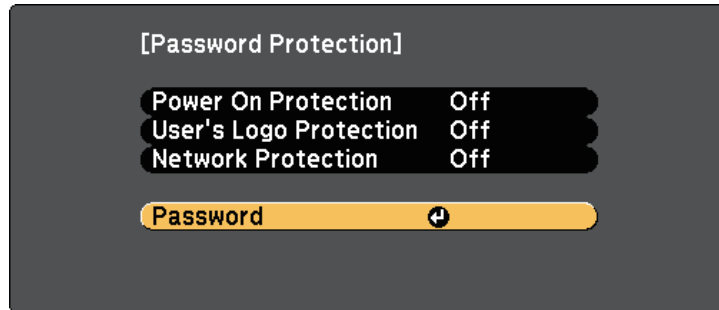 [Password Protection]
Power On Protection Off
User's Logo Protection Off
Network Protection Off
Password